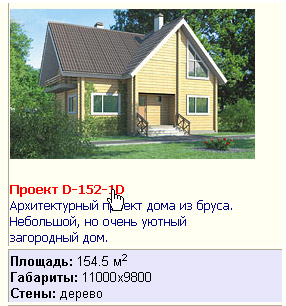 Проект D-152-1D
Архитектурный проект дома из бруса.
Небольшой, но очень уютный
загородный дом.
Площадь: 154.5 м²
Габариты: 11000x9800
Стены: дерево